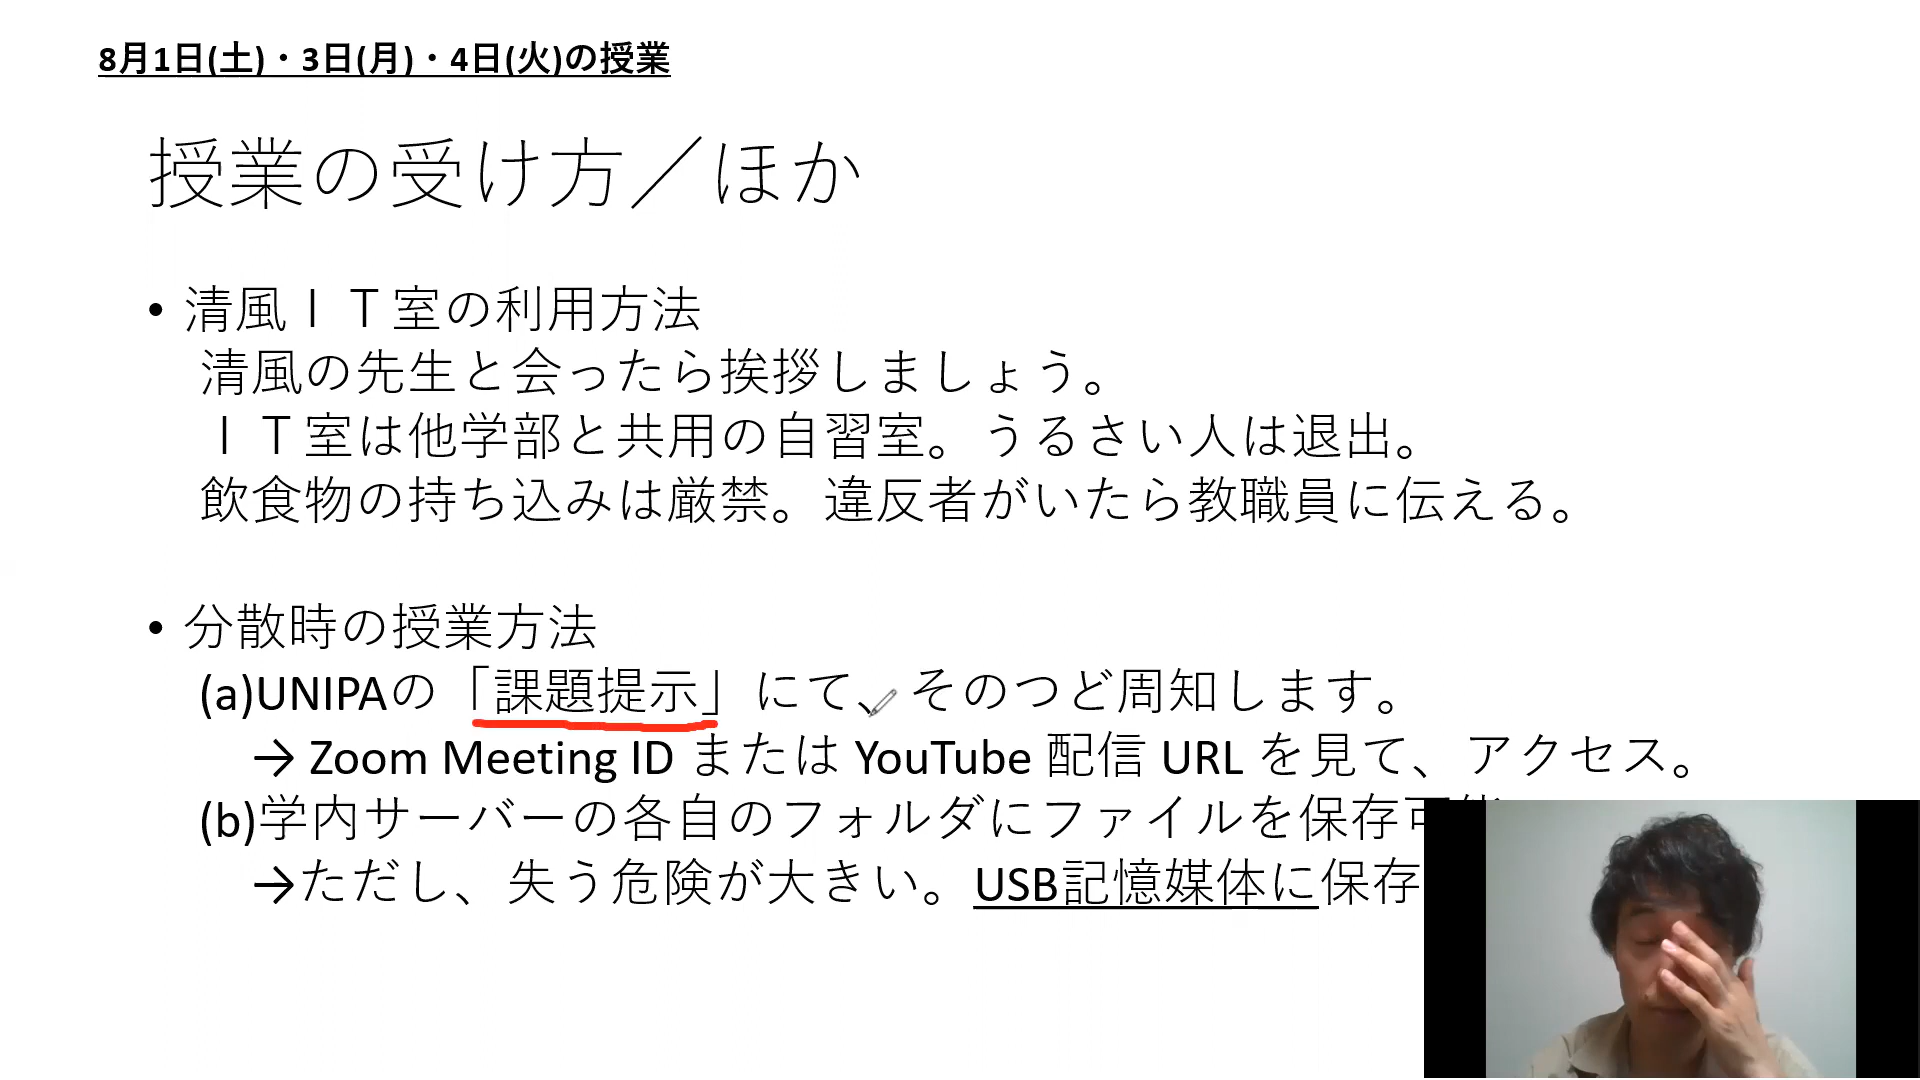 8月1日(土)・3日(月)・4日(火)の授業
授業の受け方／ほか
• 清風ＩＴ室の利用方法
清風の先生と会ったら挨拶しましょう。
ＩＴ室は他学部と共用の自習室。うるさい人は退出。
飲食物の持ち込みは厳禁。違反者がいたら教職員に伝える。
• 分散時の授業方法
(a)UNIPAの「課題提示」にて、そのつど周知します。
→ Zoom Meeting ID または YouTube 配信 URL を見て、アクセス。
(b)学内サーバーの各自のフォルダにファイルを保存
→ただし、失う危険が大きい。USB記憶媒体に保存